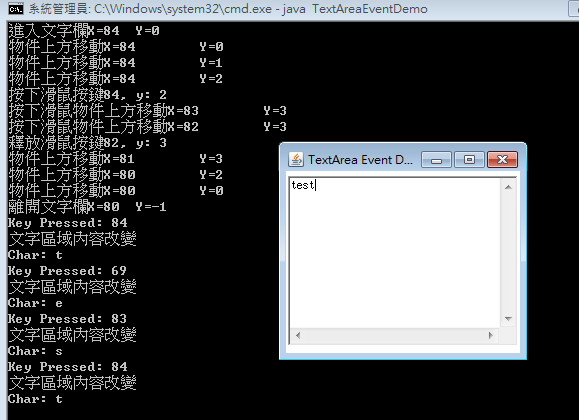 系統管理員: C:\Windows\system32\cmd.exe - java TextAreaEventDemo
進入文字欄X=84 Y=0
物件上方移動X=84 Y=0
物件上方移動X=84 Y=1
物件上方移動X=84 Y=2
按下滑鼠按鍵84, y: 2
按下滑鼠物件上方移動X=83 Y=3
按下滑鼠物件上方移動X=82 Y=3
釋放滑鼠按鍵82, y: 3
物件上方移動X=81 Y=3
物件上方移動X=80 Y=2
物件上方移動X=80 Y=0
離開文字欄X=80 Y=-1
Key Pressed: 84
文字區域內容改變
Char: t
Key Pressed: 69
文字區域內容改變
Char: e
Key Pressed: 83
文字區域內容改變
Char: s
Key Pressed: 84
文字區域內容改變
Char: t
TextArea Event D...
test